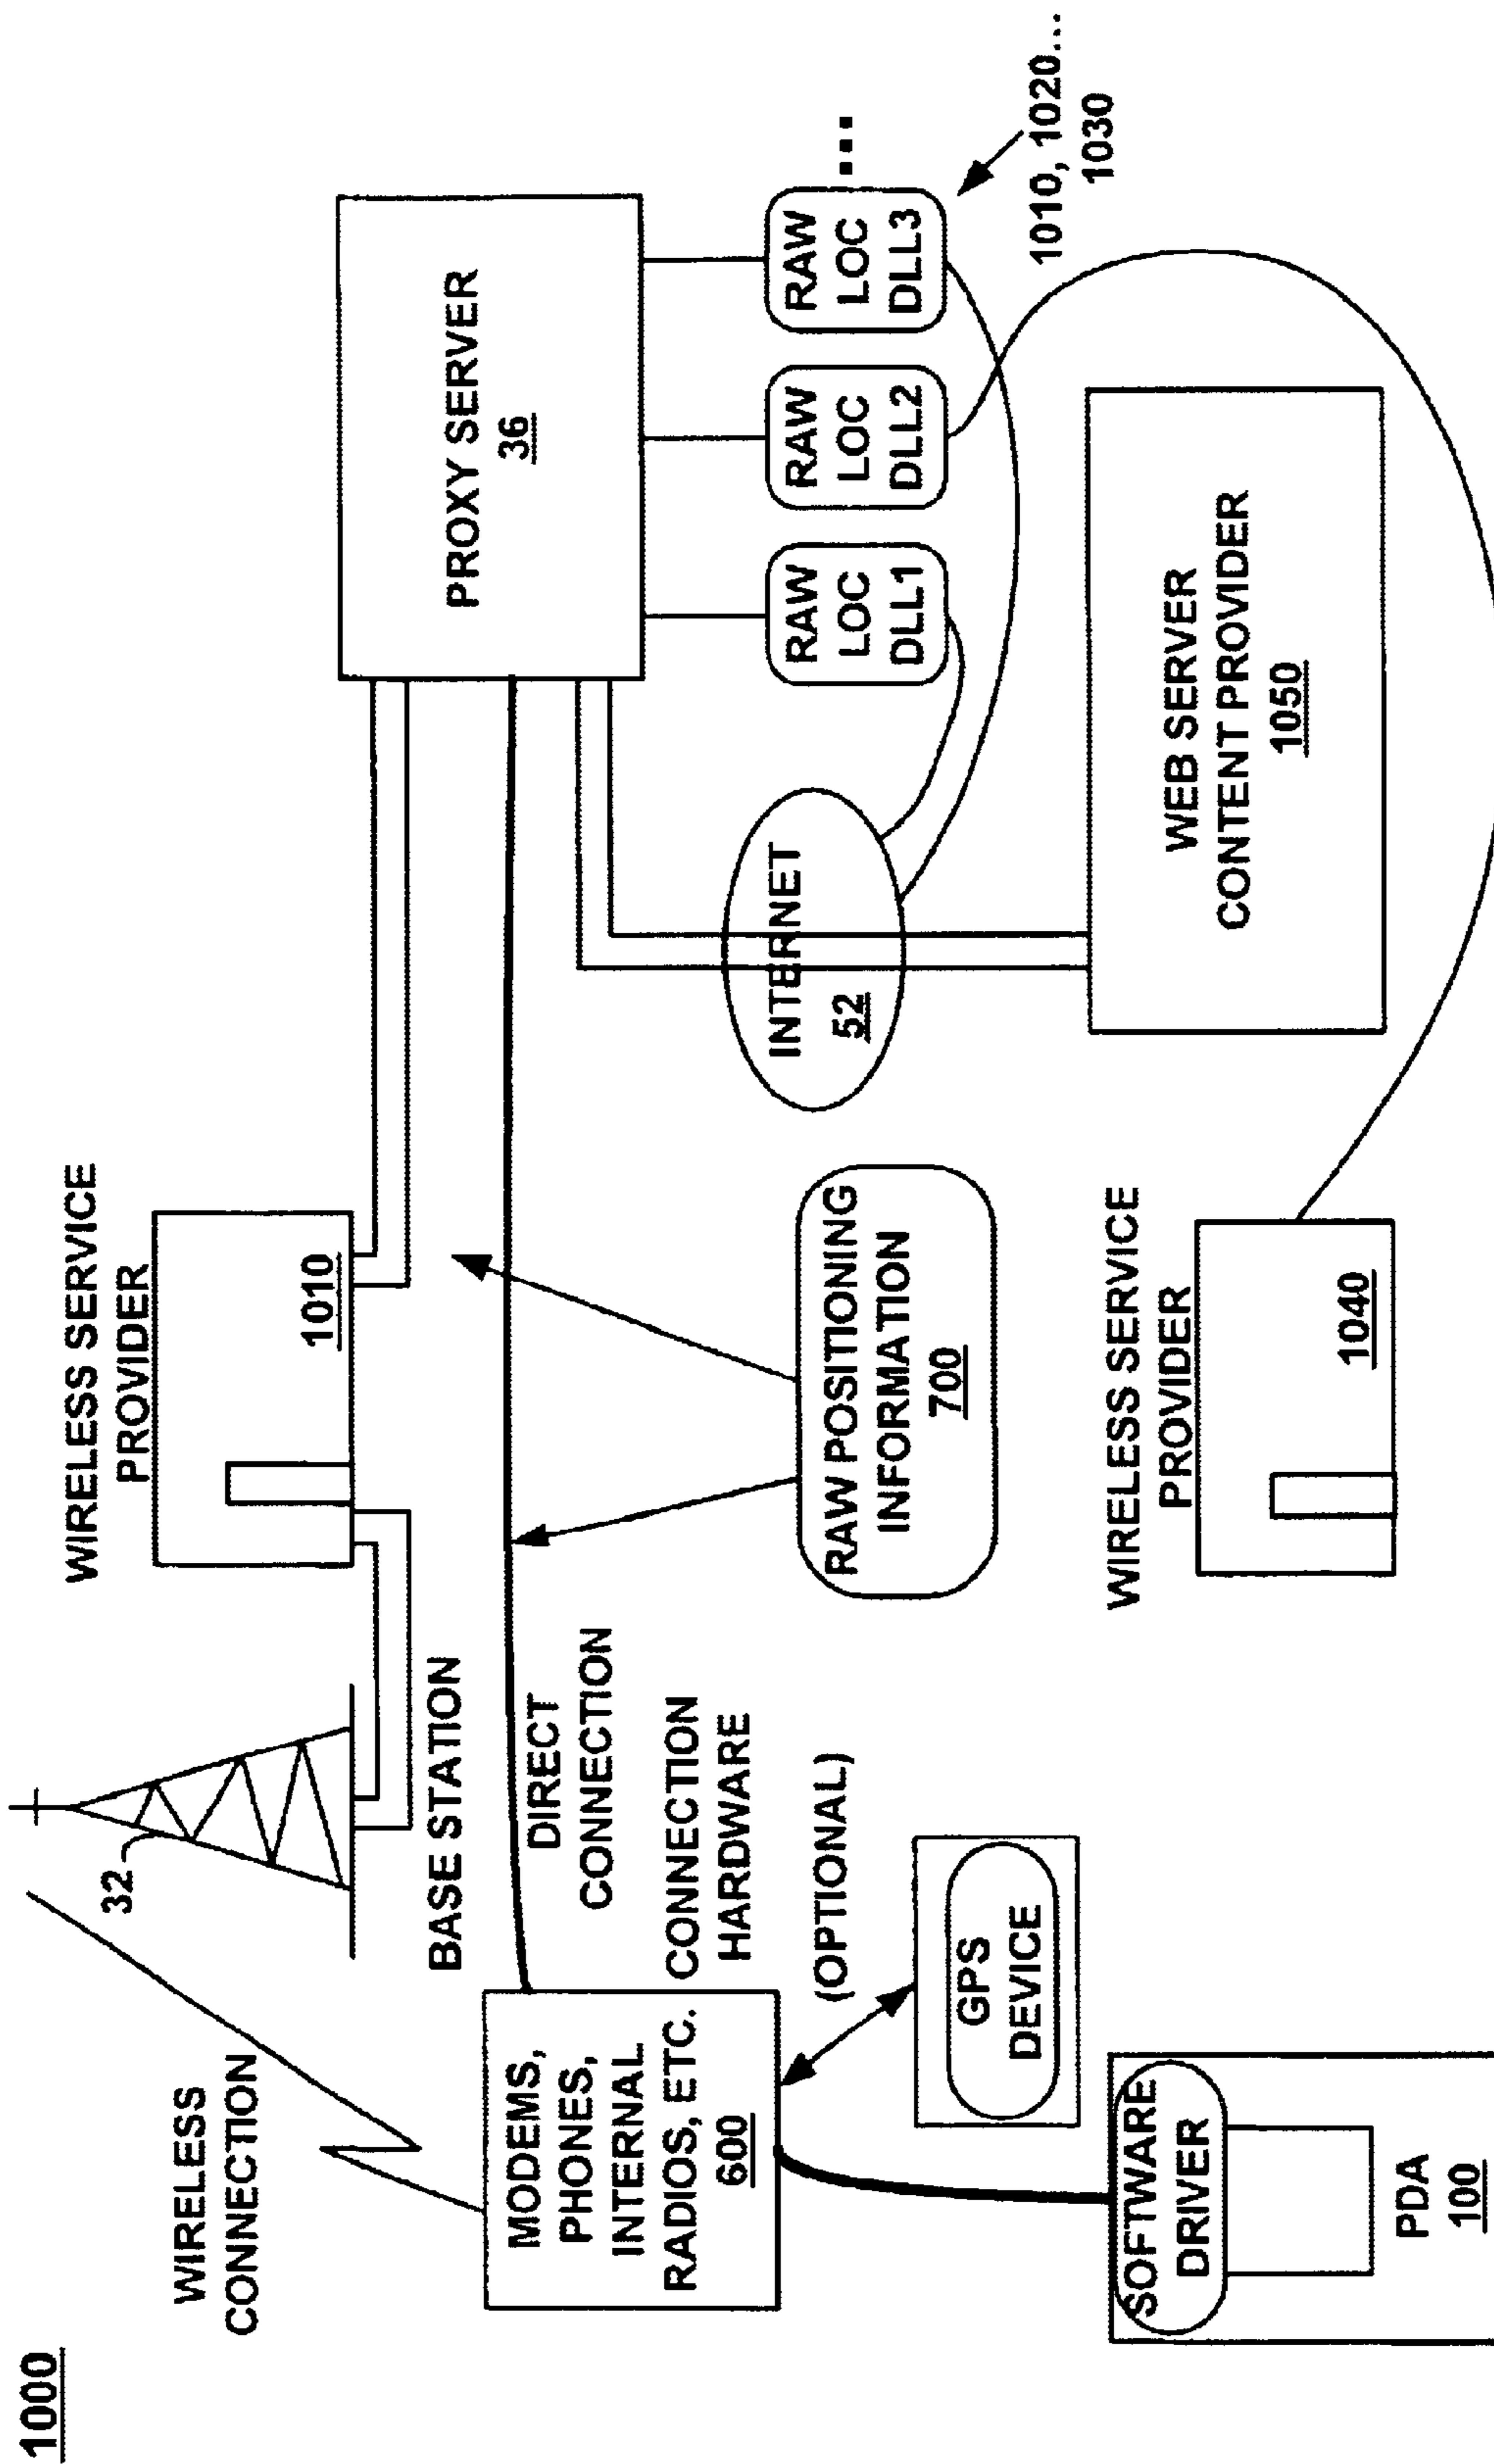 1000
WIRELESS
CONNECTION
32
BASE STATION
WIRELESS SERVICE
PROVIDER
1010
PROXY SERVER
36
MODEMS,
PHONES,
INTERNAL
RADIOS, ETC.
600
DIRECT
CONNECTION
CONNECTION
HARDWARE
(OPTIONAL)
GPS
DEVICE
SOFTWARE
DRIVER
PDA
100
RAW POSITIONING
INFORMATION
700
INTERNET
52
RAW
LOC
DLL1
RAW
LOC
DLL2
RAW
LOC
DLL3
...
1010, 1020...
1030
WIRELESS SERVICE
PROVIDER
1040
WEB SERVER
CONTENT PROVIDER
1050